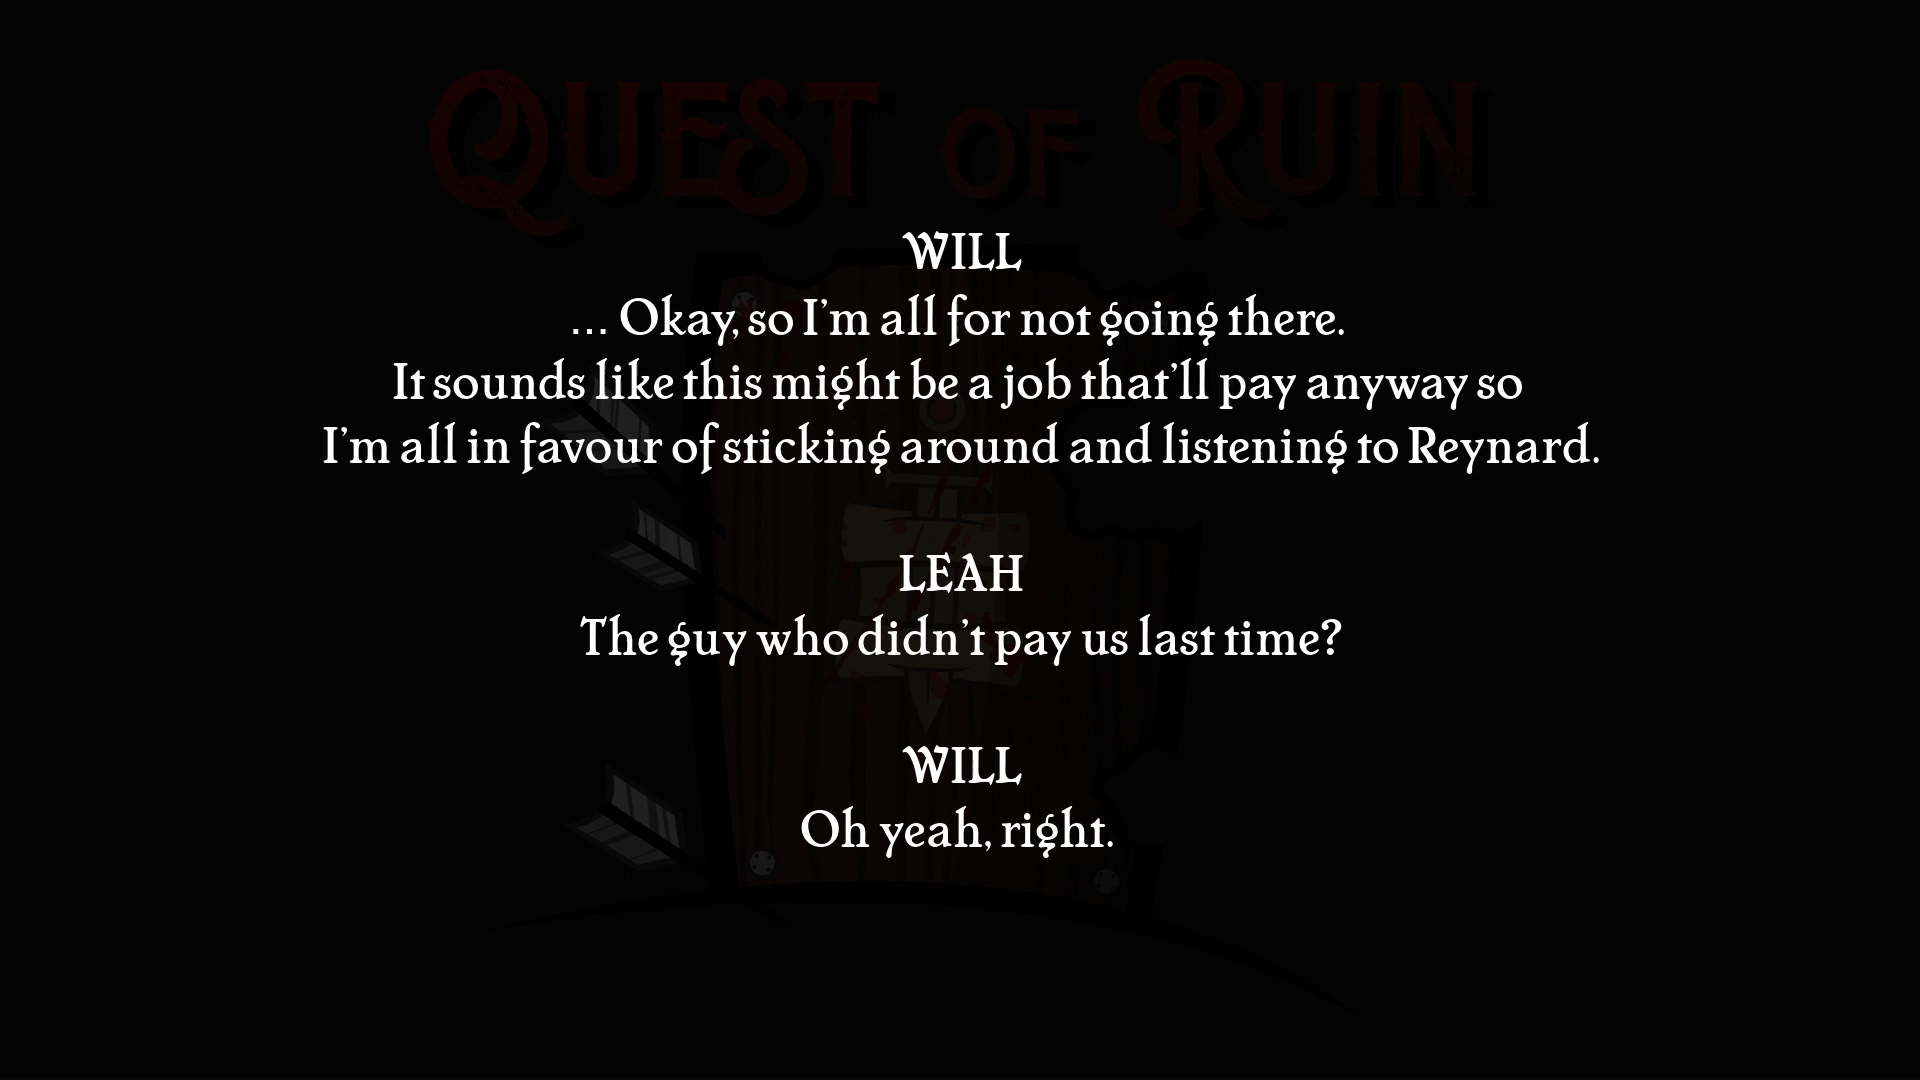 QUEST OF RUIN
WILL
... Okay, so I'm all for not going there.
It sounds like this might be a job that'll pay anyway so
I'm all in favour of sticking around and listening to Reynard.
LEAH
The guy who didn't pay us last time?
WILL
Oh yeah, right.